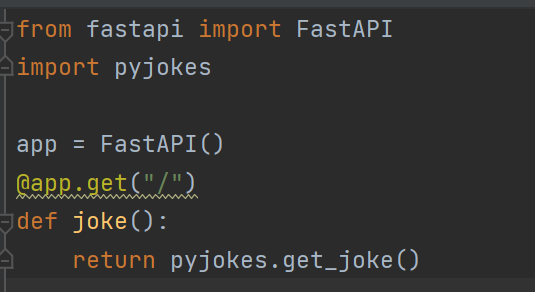 from fastapi import FastAPI
import pyjokes

app = FastAPI()
@app.get("/")
def joke():
    return pyjokes.get_joke()